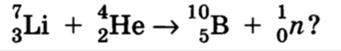 ⁷₃Li + ⁴₂He → ¹⁰₅B + ¹₀n?